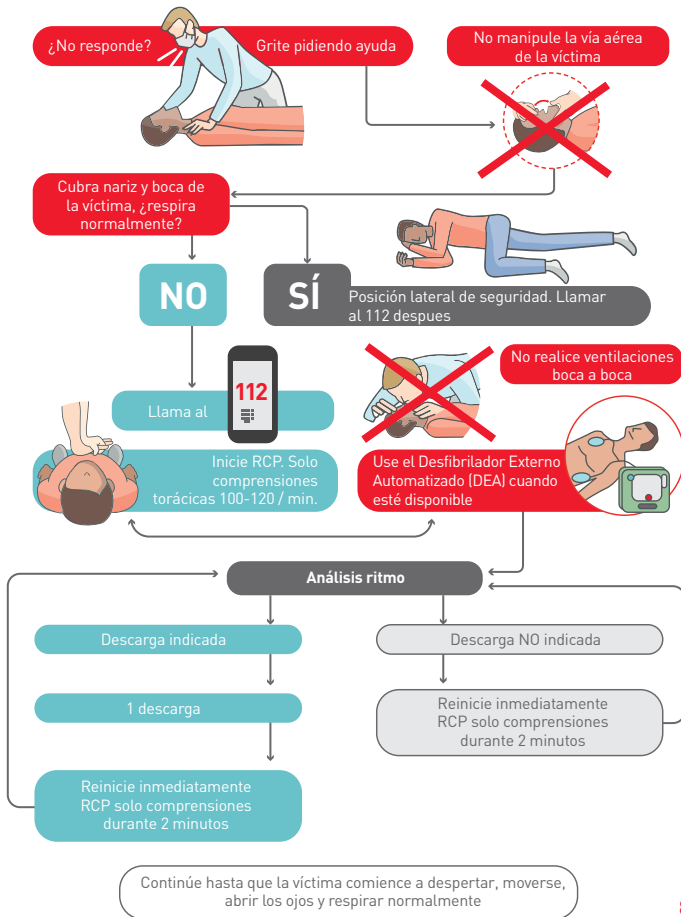 ¿No responde?
Grite pidiendo ayuda
No manipule la vía aérea
de la víctima
Cubra nariz y boca de
la víctima, ¿respira
normalmente?
NO
SÍ
Posición lateral de seguridad. Llamar
al 112 despues
Llama al
112
No realice ventilaciones
boca a boca
Inicie RCP. Solo
comprensiones
torácicas 100-120 / min.
Use el Desfibrilador Externo
Automatizado (DEA) cuando
esté disponible
Análisis ritmo
Descarga indicada
Descarga NO indicada
1 descarga
Reinicie inmediatamente
RCP solo comprensiones
durante 2 minutos
Reinicie inmediatamente
RCP solo comprensiones
durante 2 minutos
Continúe hasta que la víctima comience a despertar, moverse,
abrir los ojos y respirar normalmente